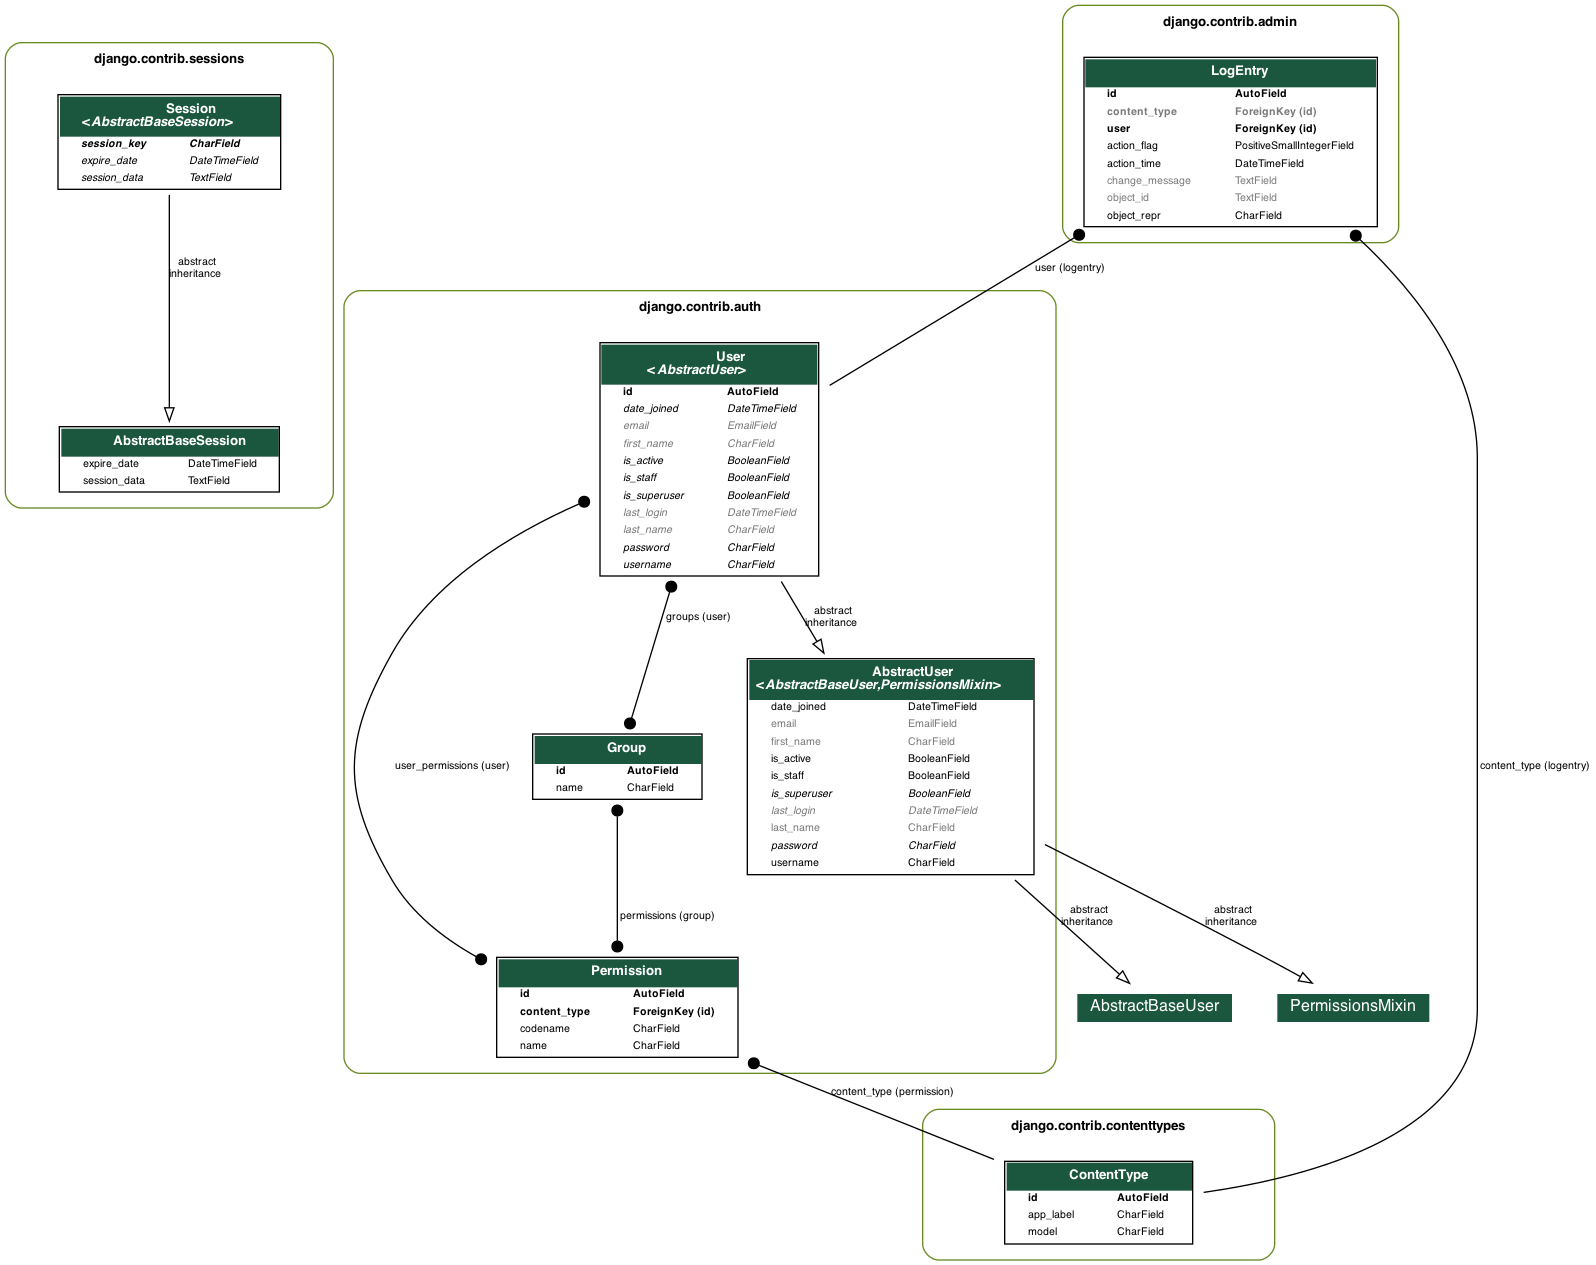 django.contrib.admin
LogEntry
id AutoField
content_type ForeignKey (id)
user ForeignKey (id)
action_flag PositiveSmallIntegerField
action_time DateTimeField
change_message TextField
object_id TextField
object_repr CharField
django.contrib.sessions
Session
<AbstractBaseSession>
session_key CharField
expire_date DateTimeField
session_data TextField
abstract
inheritance
AbstractBaseSession
expire_date DateTimeField
session_data TextField
user (logentry)
django.contrib.auth
User
<AbstractUser>
id AutoField
date_joined DateTimeField
email EmailField
first_name CharField
is_active BooleanField
is_staff BooleanField
is_superuser BooleanField
last_login DateTimeField
last_name CharField
password CharField
username CharField
groups (user)
abstract
inheritance
AbstractUser
<AbstractBaseUser,PermissionsMixin>
date_joined DateTimeField
email EmailField
first_name CharField
is_active BooleanField
is_staff BooleanField
is_superuser BooleanField
last_login DateTimeField
last_name CharField
password CharField
username CharField
user_permissions (user)
Group
id AutoField
name CharField
content_type (logentry)
permissions (group)
abstract
inheritance
abstract
inheritance
Permission
id AutoField
content_type ForeignKey (id)
codename CharField
name CharField
AbstractBaseUser
PermissionsMixin
content_type (permission)
django.contrib.contenttypes
ContentType
id AutoField
app_label CharField
model CharField